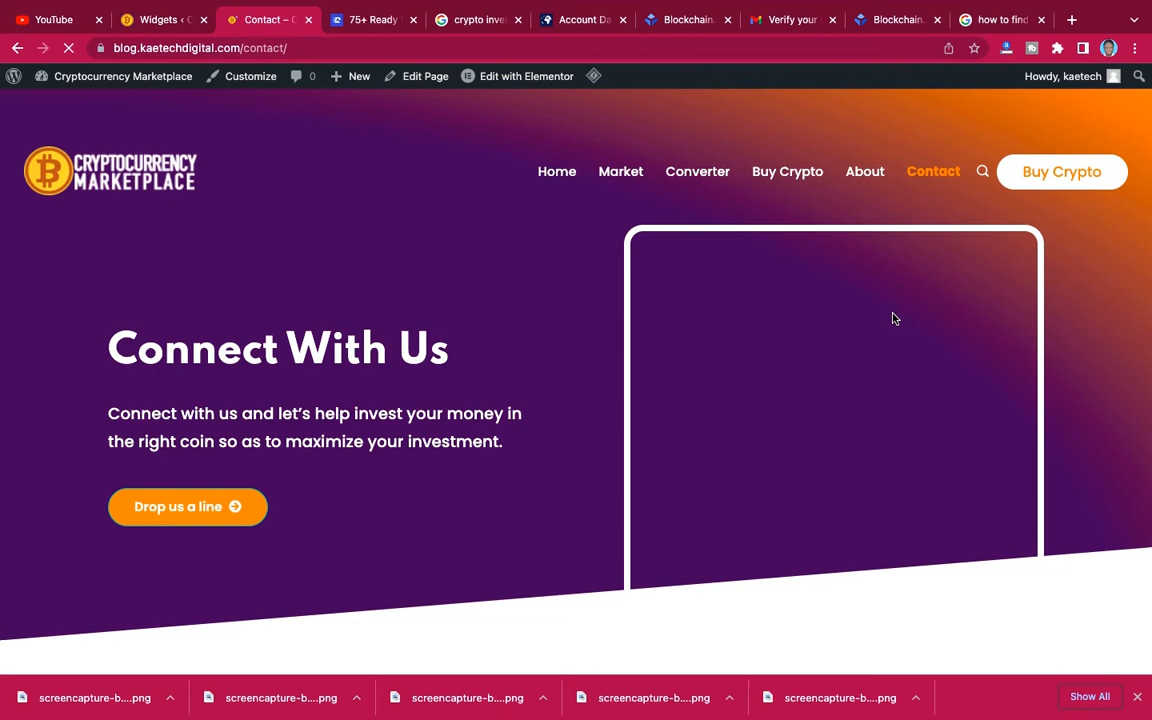 YouTube
Widgets ‹ C
Contact – C
75+ Ready
crypto inve
Account Da
Blockchain.
Verify your
Blockchain.
how to find
blog.kaetechdigital.com/contact/
Cryptocurrency Marketplace
Customize
0
New
Edit Page
Edit with Elementor
Howdy, kaetech
CRYPTOCURRENCY
MARKETPLACE
Home
Market
Converter
Buy Crypto
About
Contact
Buy Crypto
Connect With Us
Connect with us and let’s help invest your money in
the right coin so as to maximize your investment.
Drop us a line
screencapture-b....png
screencapture-b....png
screencapture-b....png
screencapture-b....png
screencapture-b....png
Show All